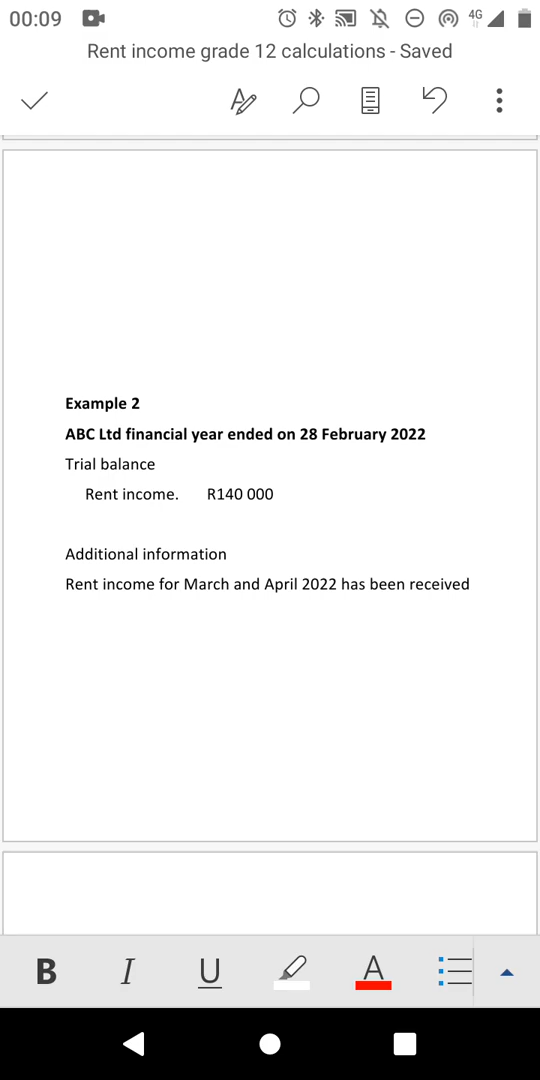 00:09
4G
Rent income grade 12 calculations - Saved
Example 2
ABC Ltd financial year ended on 28 February 2022
Trial balance
Rent income. R140 000
Additional information
Rent income for March and April 2022 has been received
B I U A